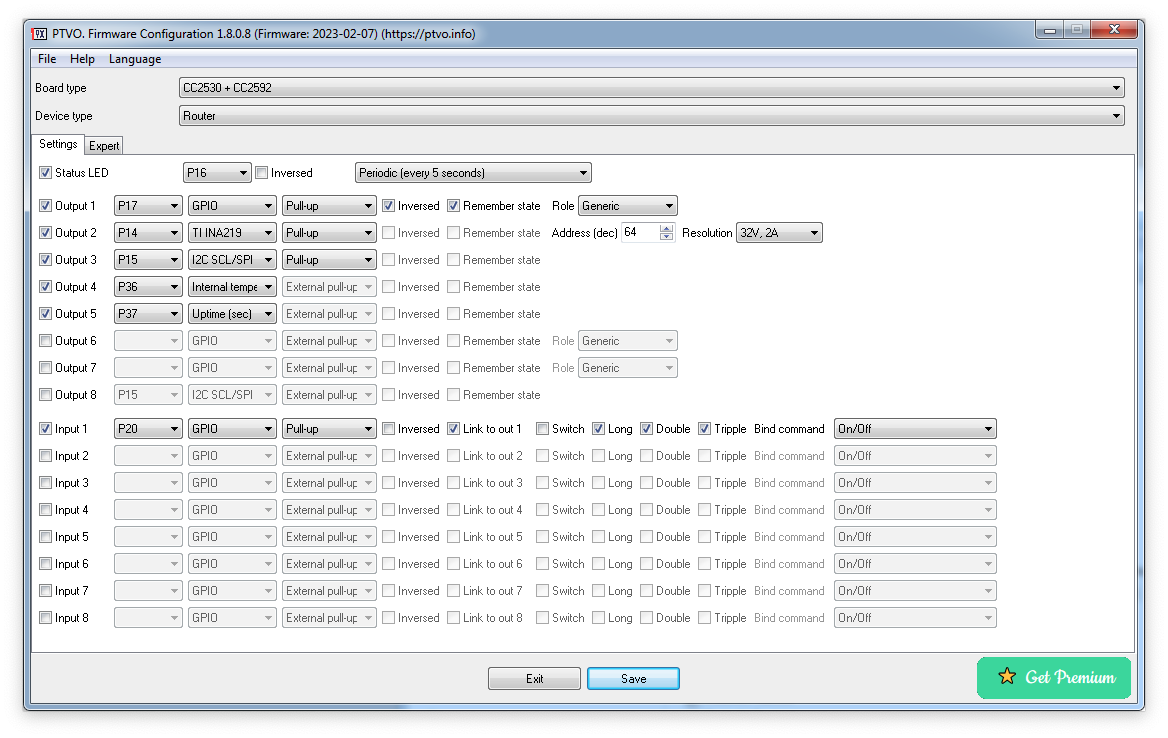 PTVO. Firmware Configuration 1.8.0.8 (Firmware: 2023-02-07) (https://ptvo.info)
File Help Language
Board type CC2530 + CC2592
Device type Router
Settings Expert
Status LED P16 Inversed Periodic (every 5 seconds)
Output 1 P17 GPIO Pull-up Inversed Remember state Role Generic
Output 2 P14 TI INA219 Pull-up Inversed Remember state Address (dec) 64 Resolution 32V, 2A
Output 3 P15 I2C SCL/SPI Pull-up Inversed Remember state
Output 4 P36 Internal tempe External pull-up Inversed Remember state
Output 5 P37 Uptime (sec) External pull-up Inversed Remember state
Output 6 GPIO External pull-up Inversed Remember state Role Generic
Output 7 GPIO External pull-up Inversed Remember state Role Generic
Output 8 P15 I2C SCL/SPI External pull-up Inversed Remember state
Input 1 P20 GPIO Pull-up Inversed Link to out 1 Switch Long Double Tripple Bind command On/Off
Input 2 GPIO External pull-up Inversed Link to out 2 Switch Long Double Tripple Bind command On/Off
Input 3 GPIO External pull-up Inversed Link to out 3 Switch Long Double Tripple Bind command On/Off
Input 4 GPIO External pull-up Inversed Link to out 4 Switch Long Double Tripple Bind command On/Off
Input 5 GPIO External pull-up Inversed Link to out 5 Switch Long Double Tripple Bind command On/Off
Input 6 GPIO External pull-up Inversed Link to out 6 Switch Long Double Tripple Bind command On/Off
Input 7 GPIO External pull-up Inversed Link to out 7 Switch Long Double Tripple Bind command On/Off
Input 8 GPIO External pull-up Inversed Link to out 8 Switch Long Double Tripple Bind command On/Off
Exit Save Get Premium